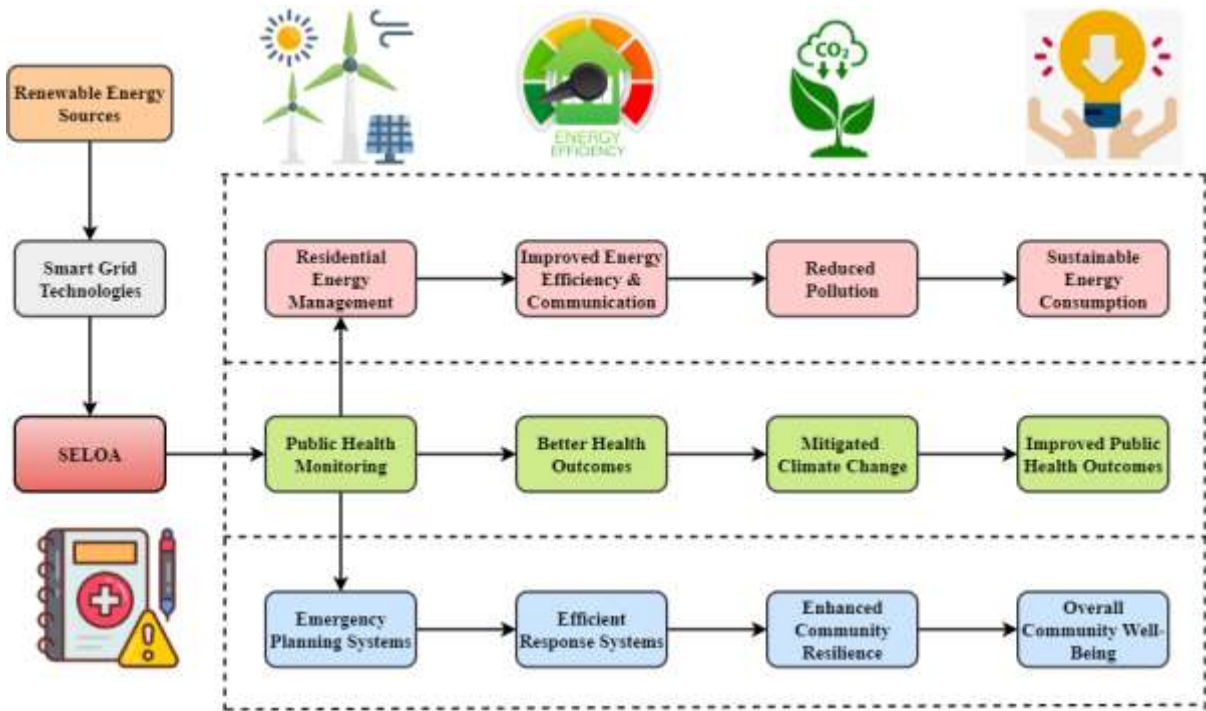 CO₂
ENERGY
EFFICIENCY
Renewable Energy
Sources
Smart Grid
Technologies
SELOA
Residential
Energy
Management
Improved Energy
Efficiency &
Communication
Reduced
Pollution
Sustainable
Energy
Consumption
Public Health
Monitoring
Better Health
Outcomes
Mitigated
Climate Change
Improved Public
Health Outcomes
Emergency
Planning Systems
Efficient
Response Systems
Enhanced
Community
Resilience
Overall
Community Well-
Being